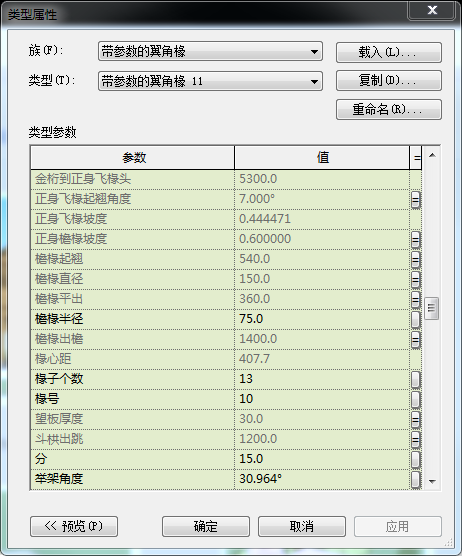 类型属性
族(F):
带参数的翼角椽
载入(L)...
类型(T):
带参数的翼角椽 11
复制(D)...
重命名(R)...
类型参数
参数 值 =
金桁到正身飞椽头 5300.0
正身飞椽起翘角度 7.000° =
正身飞椽坡度 0.444471
正身檐椽坡度 0.600000 =
檐椽起翘 540.0 =
檐椽直径 150.0 =
檐椽平出 360.0 =
檐椽半径 75.0
檐椽出檐 1400.0 =
椽心距 407.7
椽子个数 13
椽号 10
望板厚度 30.0 =
斗栱出跳 1200.0 =
分 15.0
举架角度 30.964°
<< 预览(P)
确定
取消
应用